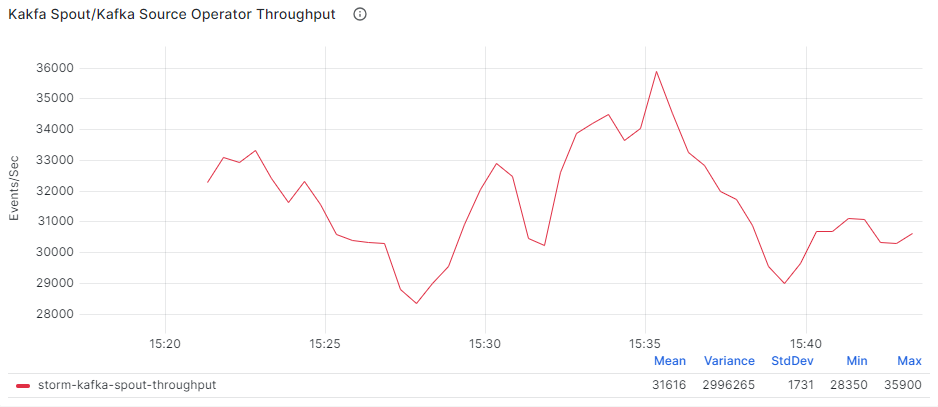 Kakfa Spout/Kafka Source Operator Throughput
Events/Sec
36000
35000
34000
33000
32000
31000
30000
29000
28000
15:20 15:25 15:30 15:35 15:40
Mean Variance StdDev Min Max
storm-kafka-spout-throughput 31616 2996265 1731 28350 35900